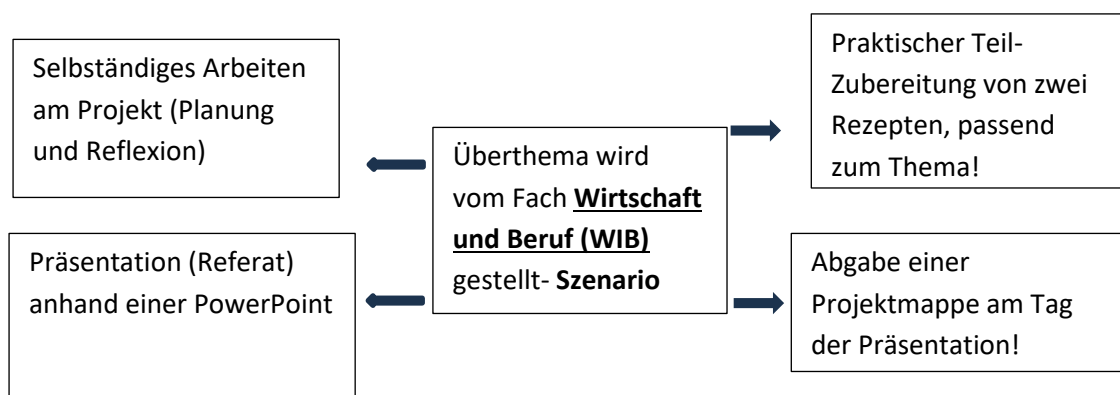 Selbständiges Arbeiten
am Projekt (Planung
und Reflexion)
Praktischer Teil-
Zubereitung von zwei
Rezepten, passend
zum Thema!
Überthema wird
vom Fach Wirtschaft
und Beruf (WIB)
gestellt- Szenario
Präsentation (Referat)
anhand einer PowerPoint
Abgabe einer
Projektmappe am Tag
der Präsentation!